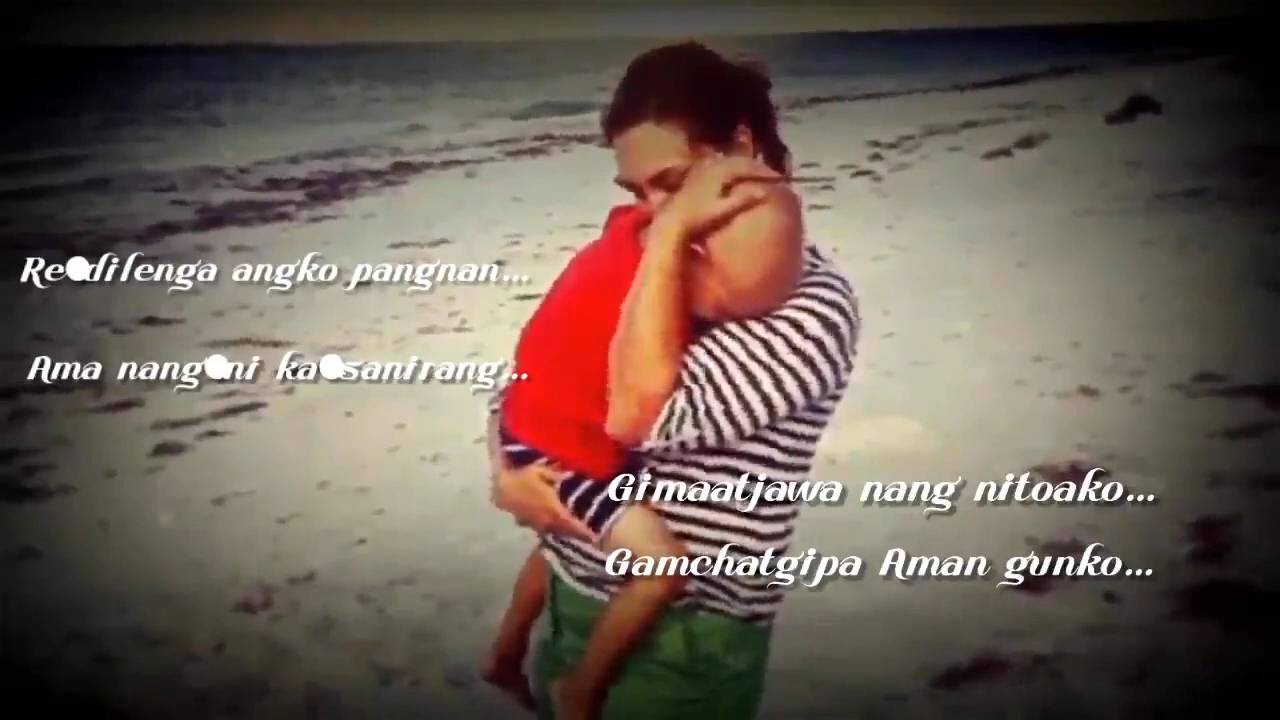 Re•dilenga angko pangnan...
Ama nang•ni ka•sanirang...
Gimaatjawa nang nitoako...
Gamchatgipa Aman gunko...